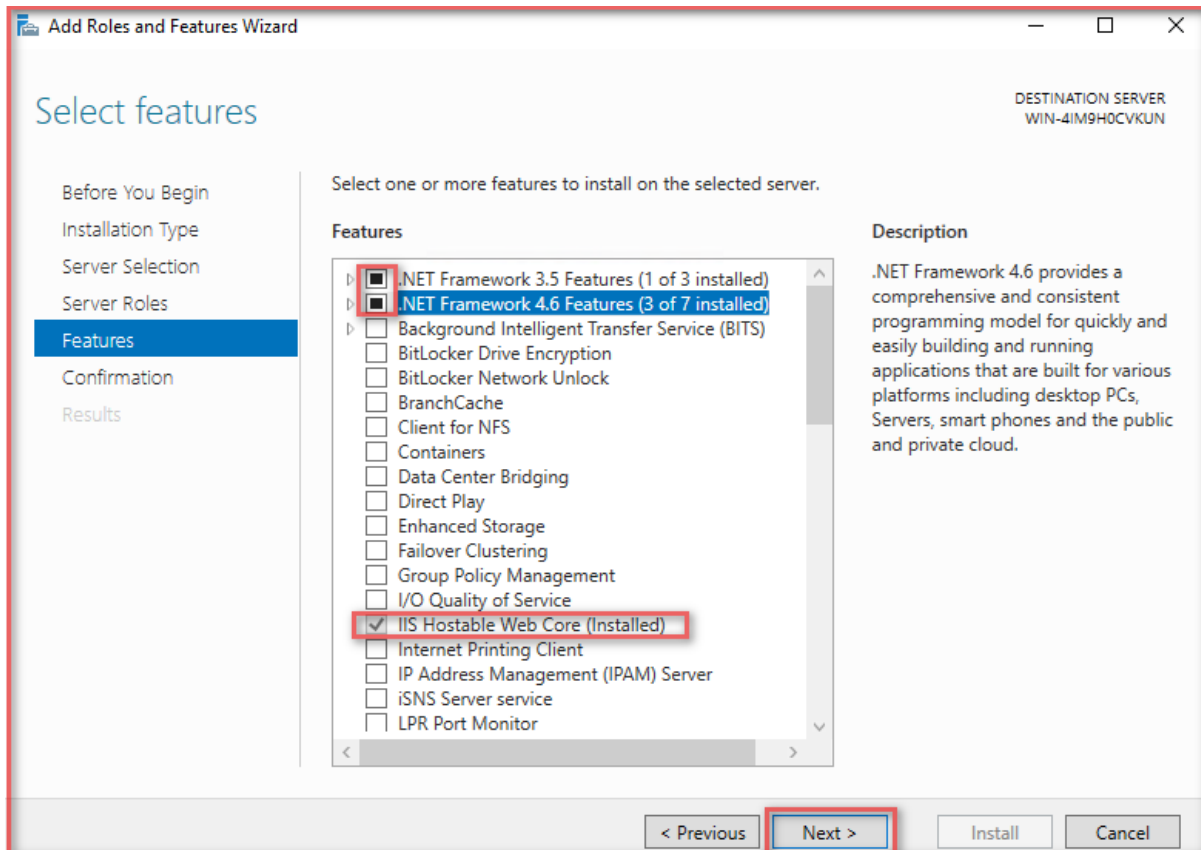 Add Roles and Features Wizard
Select features
DESTINATION SERVER
WIN-4IM9H0CVKUN
Before You Begin
Installation Type
Server Selection
Server Roles
Features
Confirmation
Results
Select one or more features to install on the selected server.
Features
.NET Framework 3.5 Features (1 of 3 installed)
.NET Framework 4.6 Features (3 of 7 installed)
Background Intelligent Transfer Service (BITS)
BitLocker Drive Encryption
BitLocker Network Unlock
BranchCache
Client for NFS
Containers
Data Center Bridging
Direct Play
Enhanced Storage
Failover Clustering
Group Policy Management
I/O Quality of Service
IIS Hostable Web Core (Installed)
Internet Printing Client
IP Address Management (IPAM) Server
iSNS Server service
LPR Port Monitor
Description
.NET Framework 4.6 provides a
comprehensive and consistent
programming model for quickly and
easily building and running
applications that are built for various
platforms including desktop PCs,
Servers, smart phones and the public
and private cloud.
< Previous
Next >
Install
Cancel